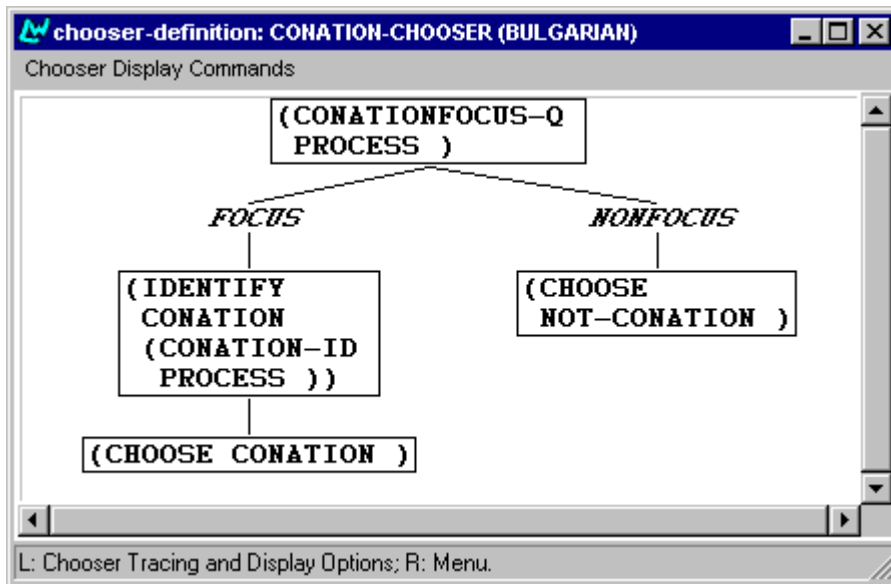 chooser-definition: CONATION-CHOOSER (BULGARIAN)
Chooser Display Commands
(CONATIONFOCUS-Q
PROCESS )
FOCUS
NONFOCUS
(IDENTIFY
CONATION
(CONATION-ID
PROCESS ))
(CHOOSE
NOT-CONATION )
(CHOOSE CONATION )
L: Chooser Tracing and Display Options; R: Menu.